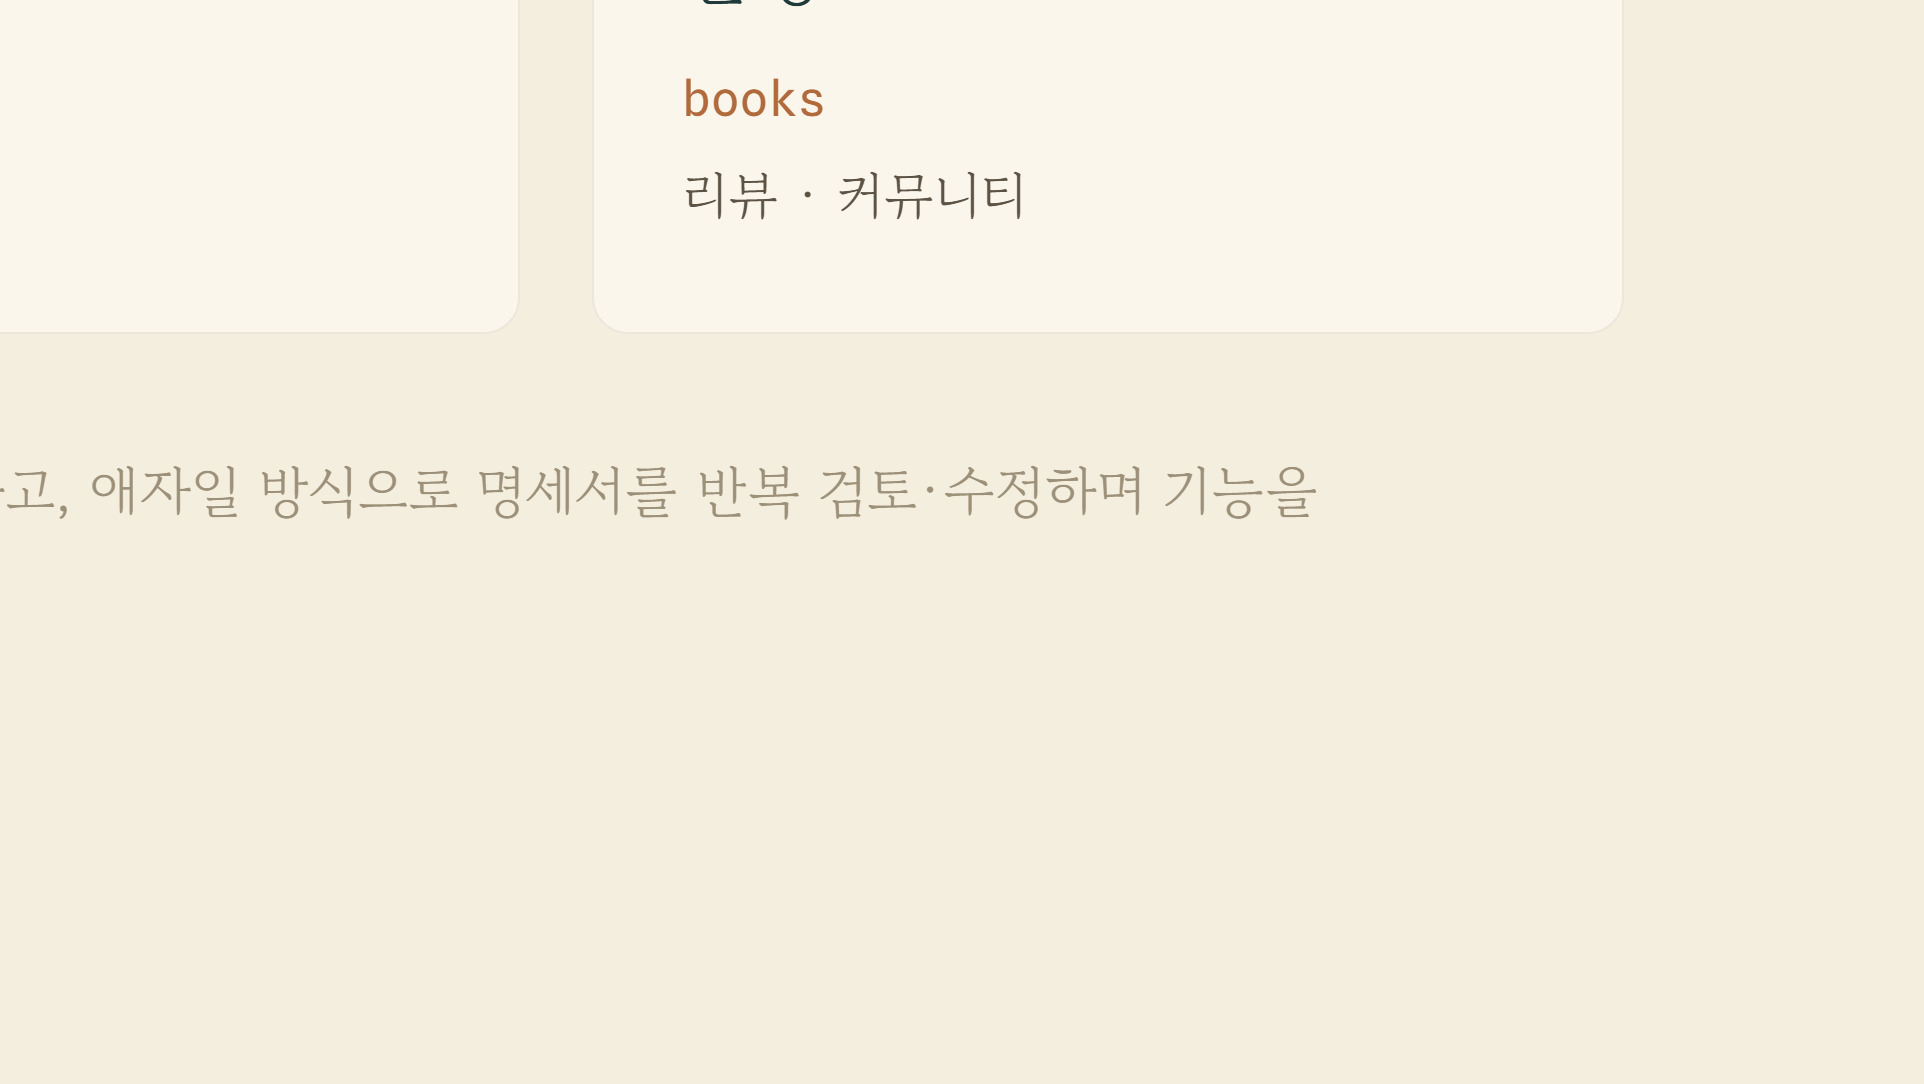 books
리뷰 · 커뮤니티
고, 애자일 방식으로 명세서를 반복 검토·수정하며 기능을